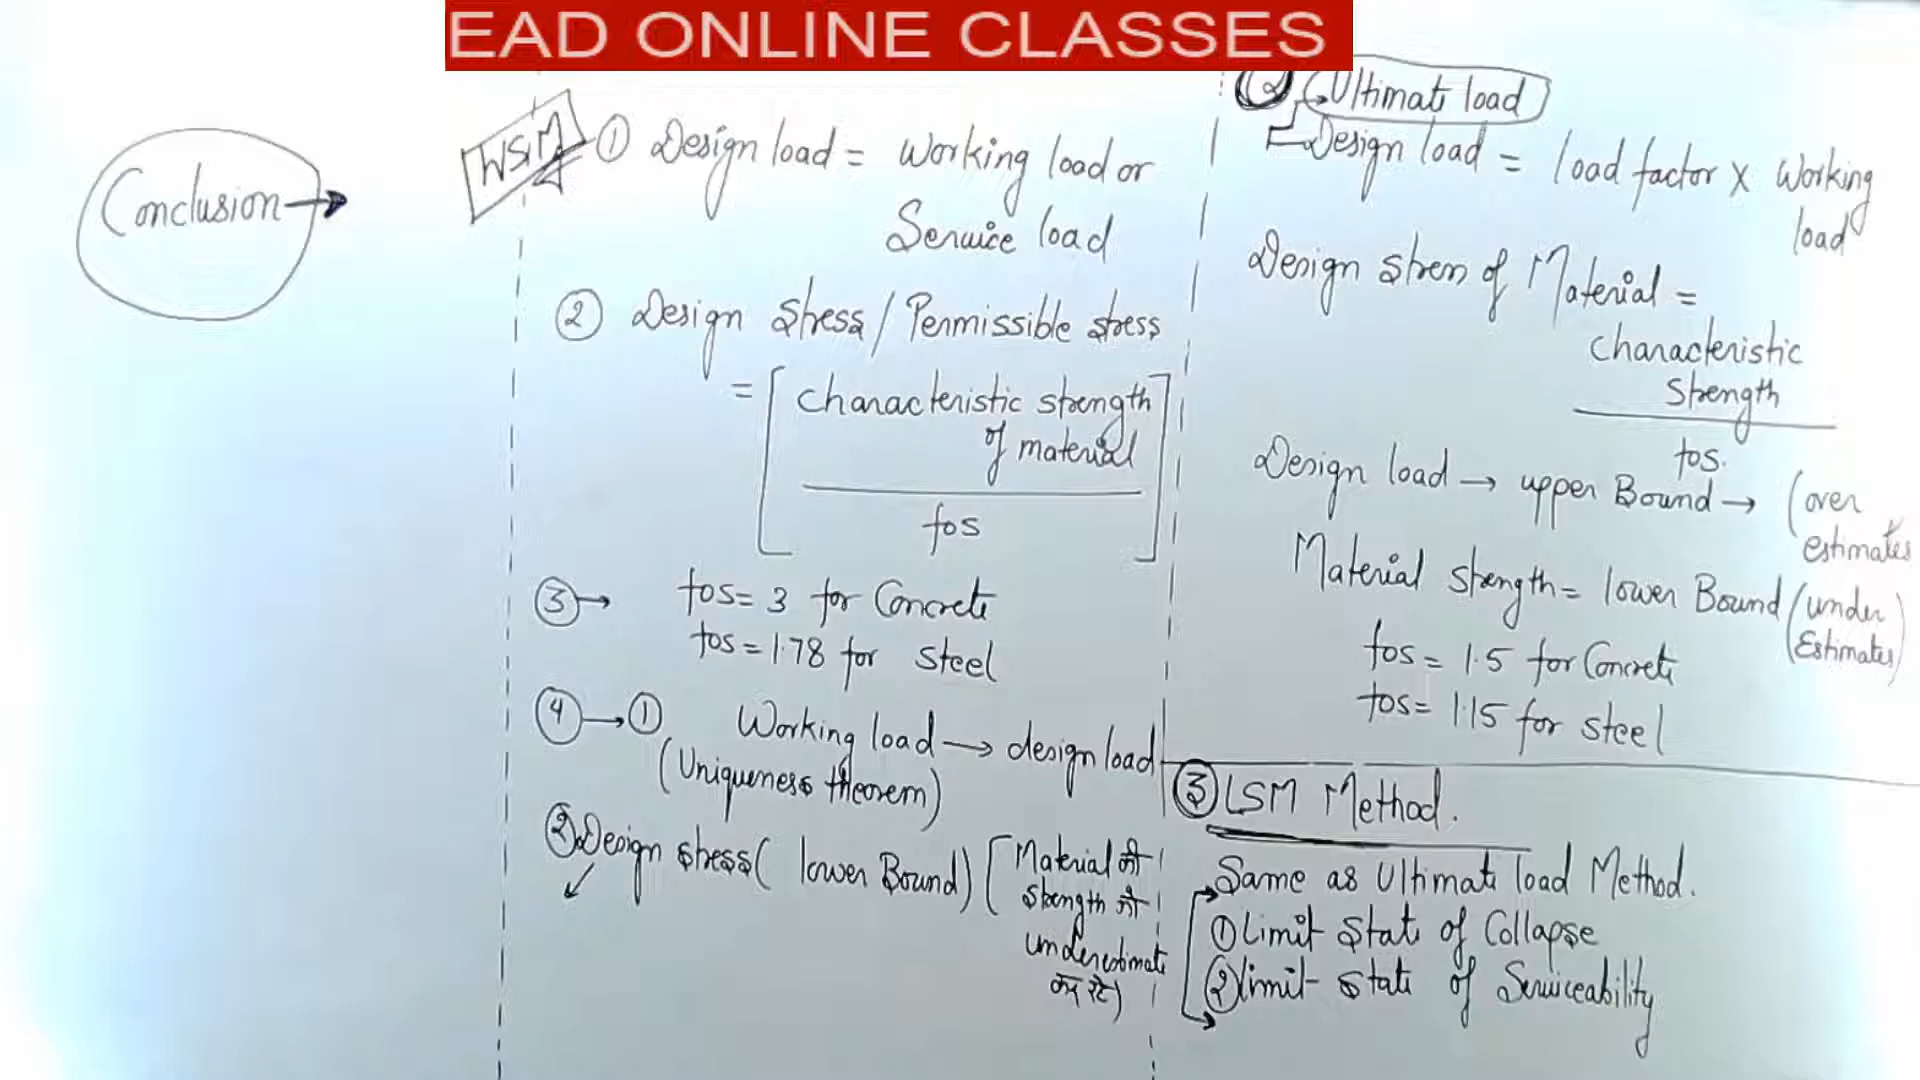 EAD ONLINE CLASSES
Conclusion →
WSM
① Design load = Working load or
Service load
② Design stress / Permissible stress
= [characteristic strength
of material]
fos
③ → fos = 3 for Concrete
fos = 1.78 for steel
④ → ① Working load → design load
(Uniqueness theorem)
② Design stress ( lower Bound) [Material की
strength को
underestimate
कर रहे)
② Ultimate load
Design load = load factor x Working
load
Design stress of Material =
characteristic
strength
fos.
Design load → upper Bound → (over
estimates
Material strength = lower Bound (under
Estimates)
fos = 1.5 for Concrete
fos = 1.15 for steel
③ LSM Method.
Same as Ultimate load Method.
① Limit State of Collapse
② limit state of Serviceability